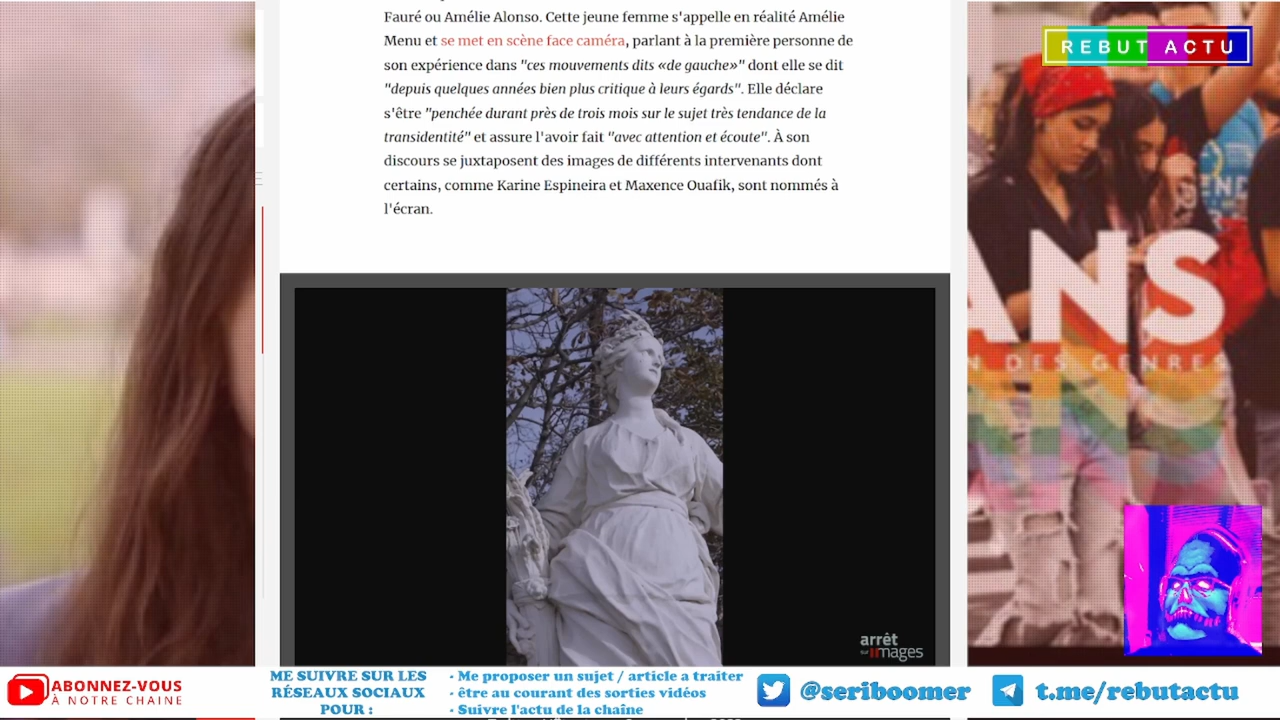 Fauré ou Amélie Alonso. Cette jeune femme s'appelle en réalité Amélie
Menu et se met en scène face caméra, parlant à la première personne de
son expérience dans "ces mouvements dits «de gauche»" dont elle se dit
"depuis quelques années bien plus critique à leurs égards". Elle déclare
s'être "penchée durant près de trois mois sur le sujet très tendance de la
transidentité" et assure l'avoir fait "avec attention et écoute". À son
discours se juxtaposent des images de différents intervenants dont
certains, comme Karine Espineira et Maxence Ouafik, sont nommés à
l'écran.
REBUT ACTU
ANS
N DES GENRES
arrêt
sur images
ABONNEZ-VOUS
À NOTRE CHAINE
ME SUIVRE SUR LES
RÉSEAUX SOCIAUX
POUR :
- Me proposer un sujet / article a traiter
- être au courant des sorties vidéos
- Suivre l'actu de la chaîne
@seriboomer
t.me/rebutactu